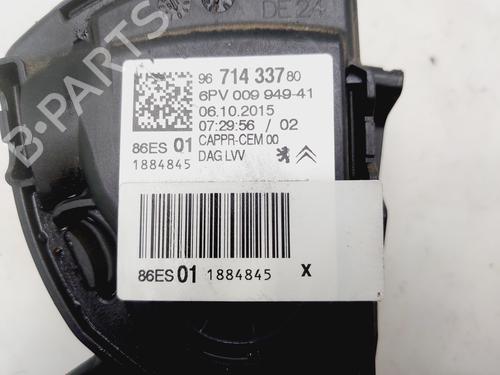 DE 24
96 714 337 80
6PV 009 949-41
06.10.2015
07:29:56 / 02
86ES 01 CAPPR-CEM 00
1884845 DAG LVV
86ES 01 1884845 X
B-PARTS